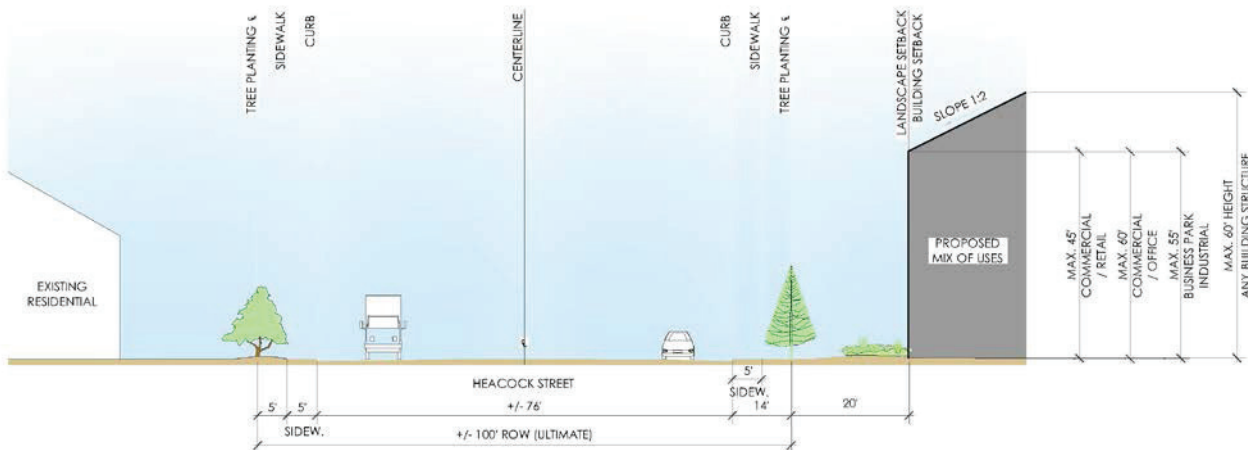 TREE PLANTING ℄
SIDEWALK
CURB
CENTERLINE
CURB
SIDEWALK
TREE PLANTING ℄
LANDSCAPE SETBACK
BUILDING SETBACK
SLOPE 1:2
EXISTING
RESIDENTIAL
PROPOSED
MIX OF USES
MAX. 45'
COMMERCIAL
/ RETAIL
MAX. 60'
COMMERCIAL
/ OFFICE
MAX. 55'
BUSINESS PARK
INDUSTRIAL
MAX. 60' HEIGHT
ANY BUILDING STRUCTURE
HEACOCK STREET
5'
SIDEW.
5'
5'
+/- 76'
14'
20'
SIDEW.
+/- 100' ROW (ULTIMATE)